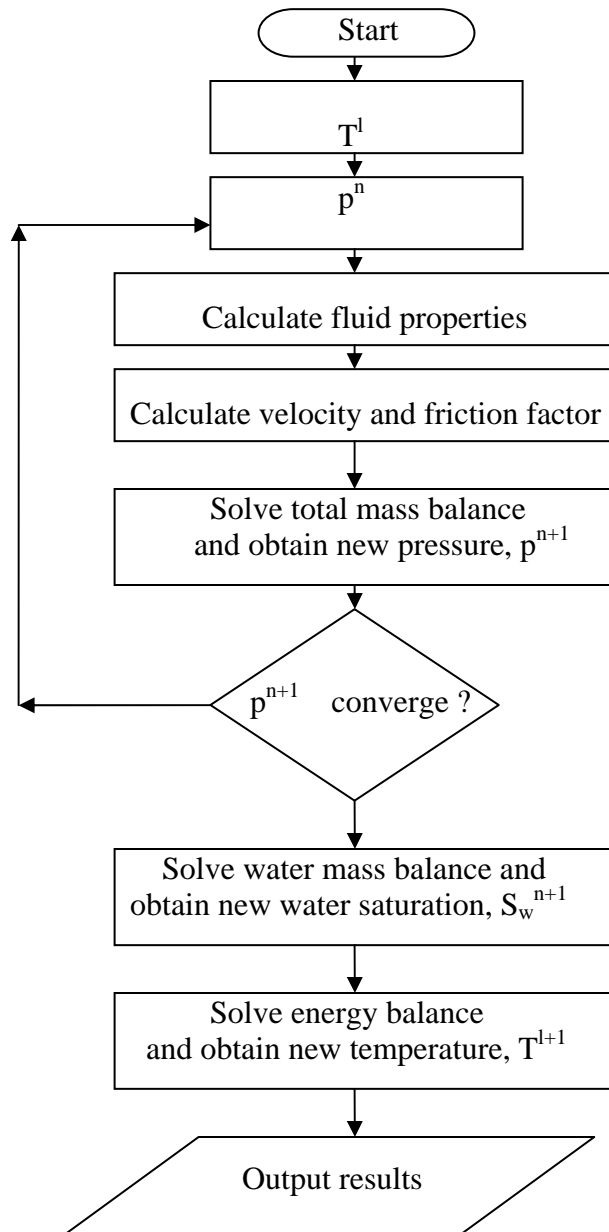 Start
T^l
p^n
Calculate fluid properties
Calculate velocity and friction factor
Solve total mass balance
and obtain new pressure, p^{n+1}
p^{n+1} converge ?
Solve water mass balance and
obtain new water saturation, S_w^{n+1}
Solve energy balance
and obtain new temperature, T^{l+1}
Output results